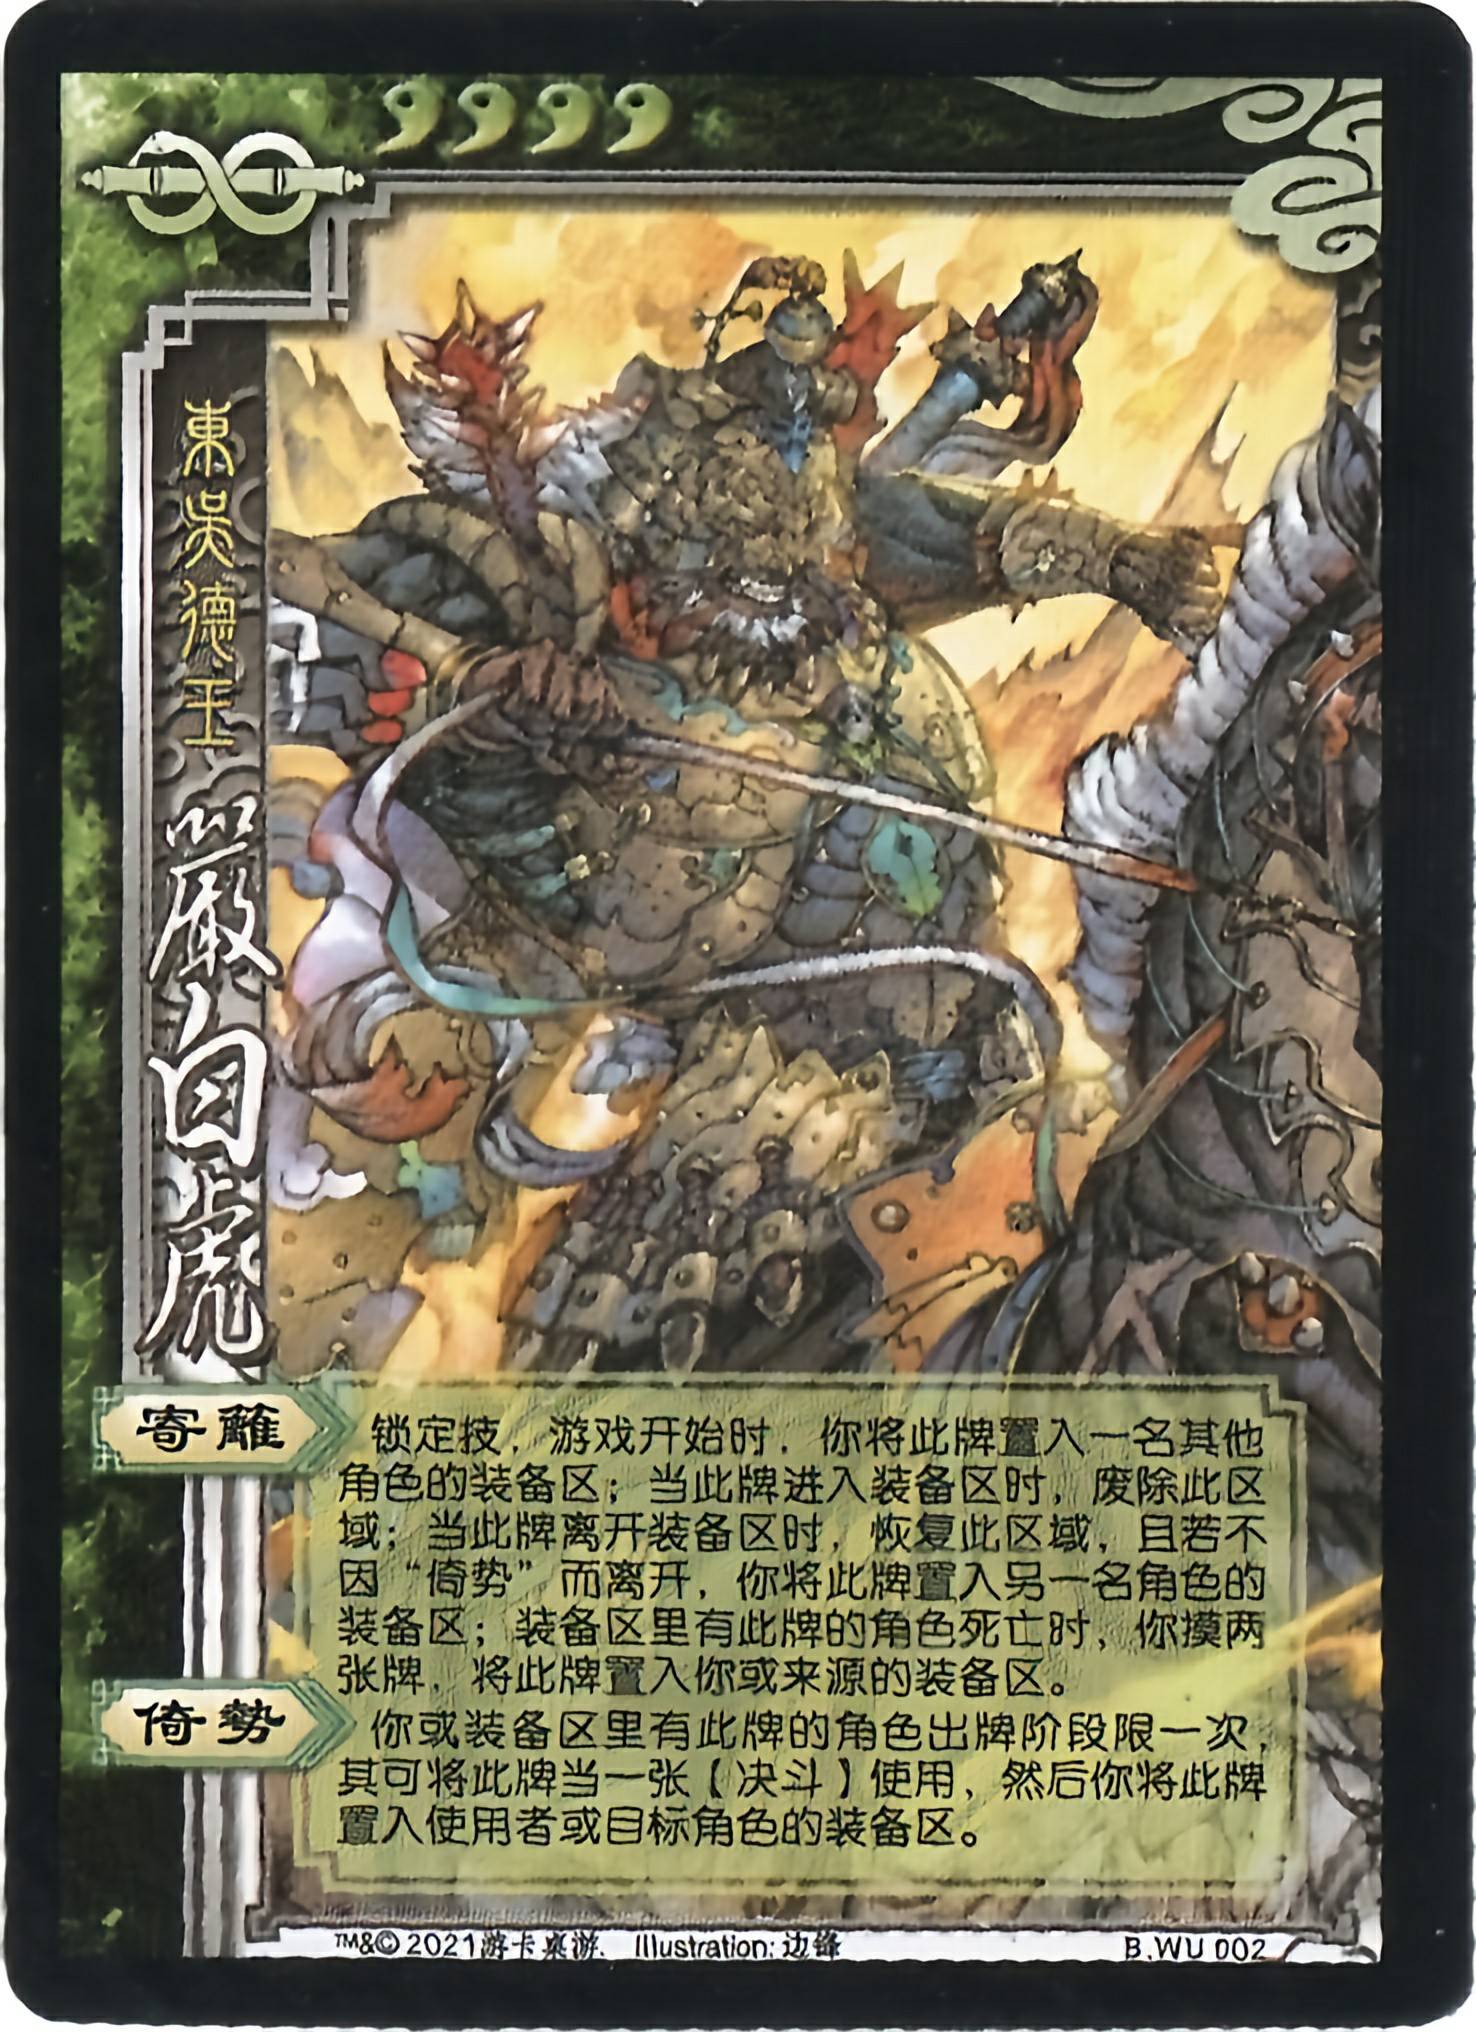 東吴德王
嚴白虎
寄蘺
锁定技，游戏开始时，你将此牌置入一名其他
角色的装备区；当此牌进入装备区时，废除此区
域；当此牌离开装备区时，恢复此区域，且若不
因“倚势”而离开，你将此牌置入另一名角色的
装备区；装备区里有此牌的角色死亡时，你摸两
张牌，将此牌置入你或来源的装备区。
倚勢
你或装备区里有此牌的角色出牌阶段限一次，
其可将此牌当一张【决斗】使用，然后你将此牌
置入使用者或目标角色的装备区。
™&©2021游卡桌游. Illustration:边锋
B.WU 002